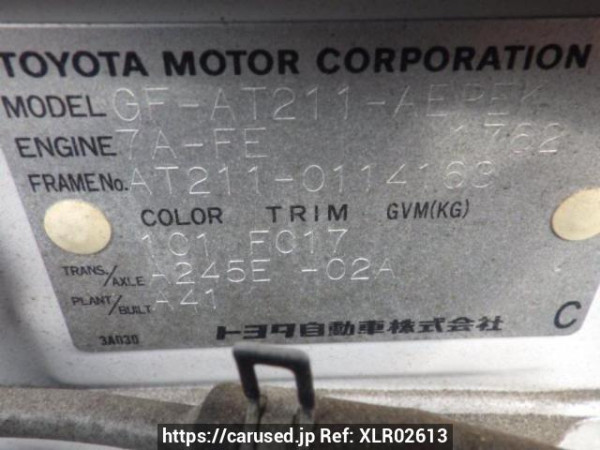 TOYOTA MOTOR CORPORATION
MODEL GF-AT211-AEPEK
ENGINE 7A-FE 1762
FRAME No. AT211-0114169
COLOR TRIM GVM(KG)
1C1 FC17
TRANS./AXLE -A245E -02A
PLANT/BUILT -A41
トヨタ自動車株式会社 C
3A030
https://carused.jp Ref: XLR02613